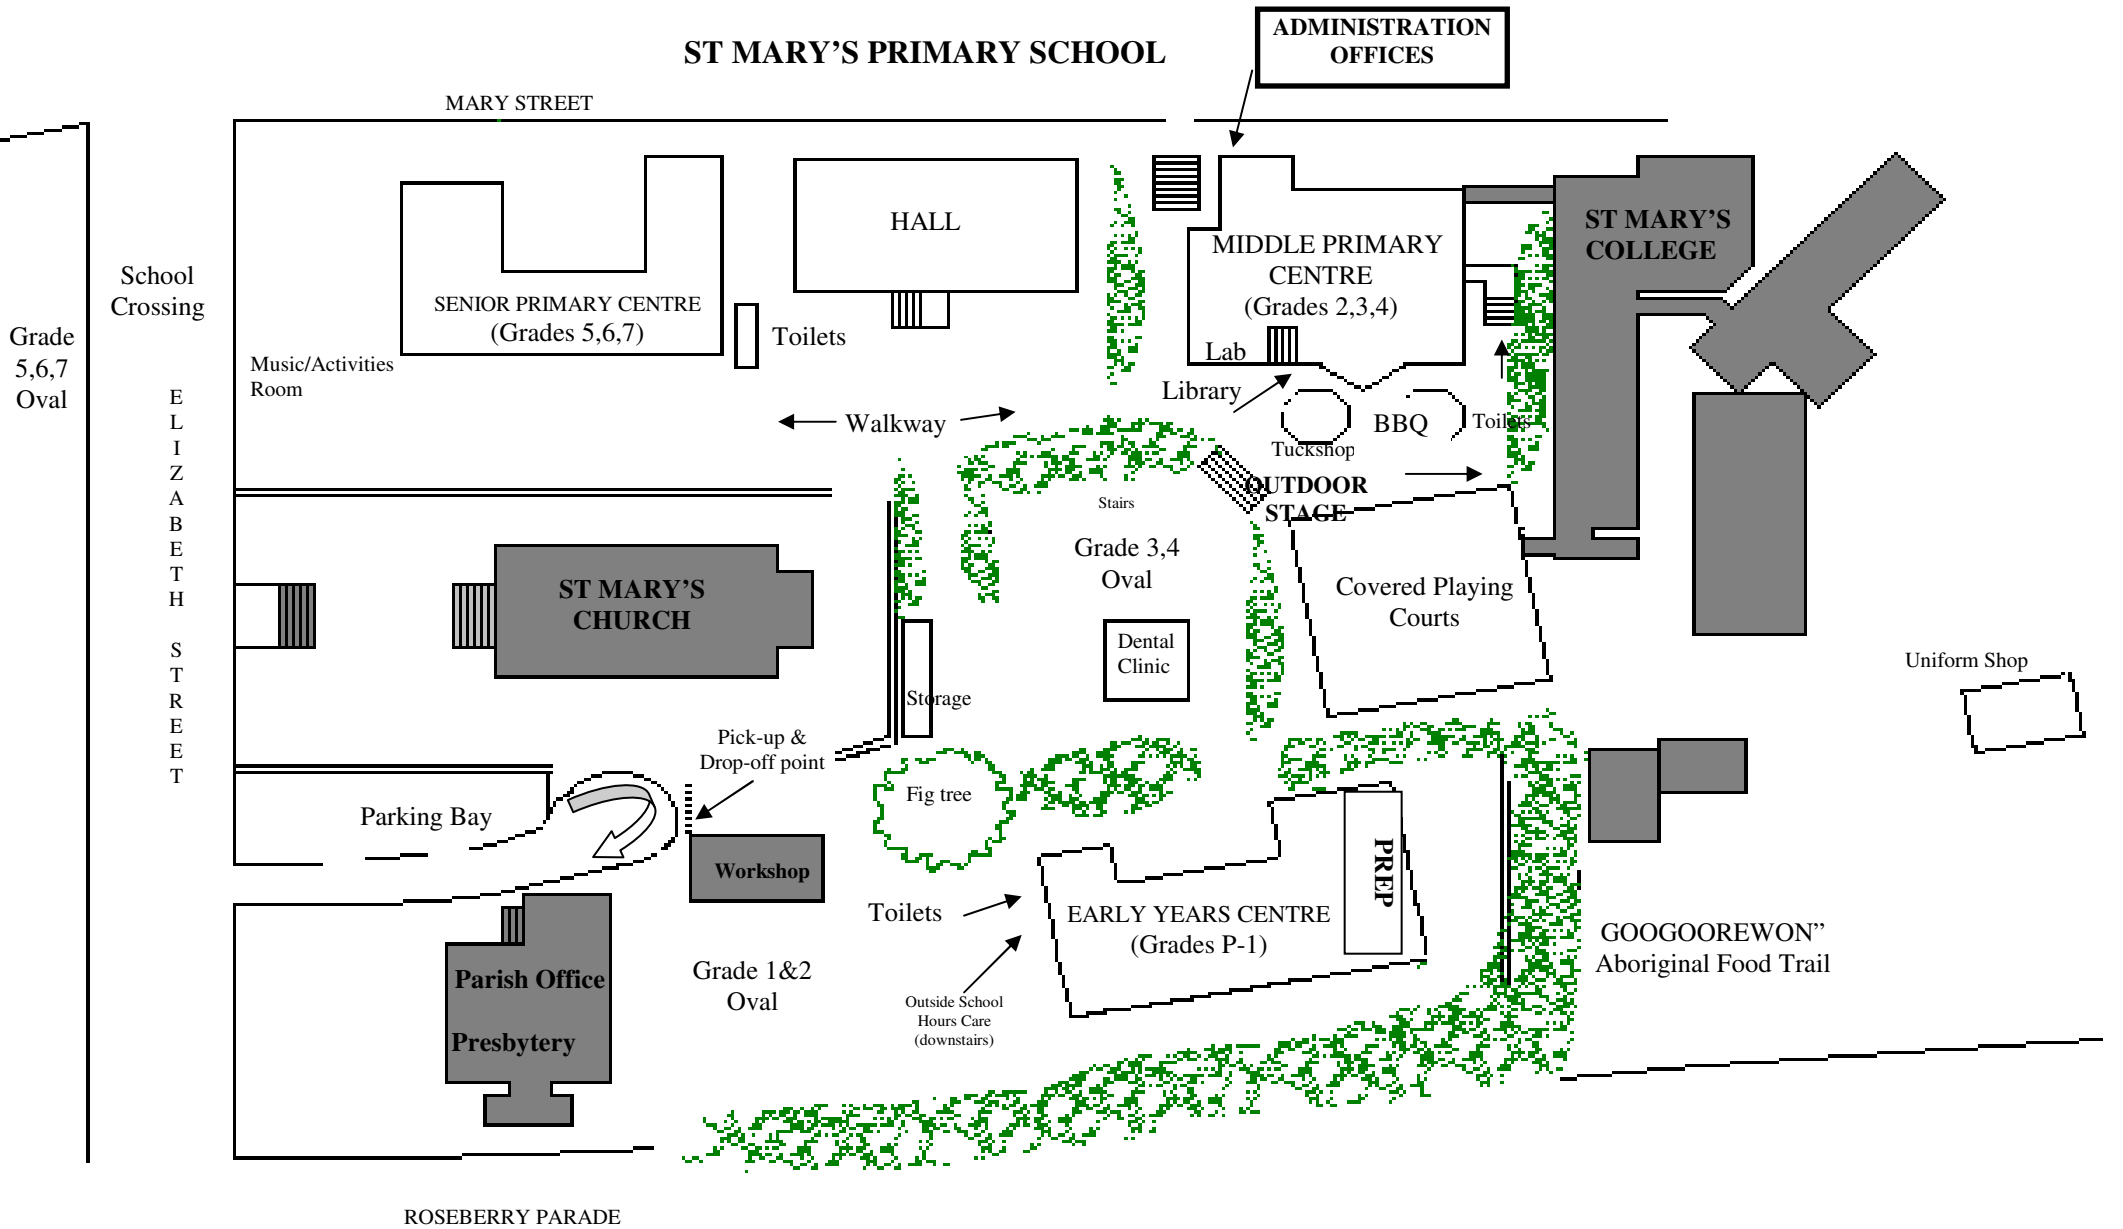 ADMINISTRATION
OFFICES
ST MARY'S PRIMARY SCHOOL
MARY STREET
HALL
ST MARY'S
COLLEGE
MIDDLE PRIMARY
CENTRE
(Grades 2,3,4)
School
Crossing
SENIOR PRIMARY CENTRE
(Grades 5,6,7)
Toilets
Grade
5,6,7
Oval
Music/Activities
Room
Lab
Library
ELIZABETH STREET
Walkway
BBQ
Toilets
Tuckshop
OUTDOOR
STAGE
Stairs
Grade 3,4
Oval
ST MARY'S
CHURCH
Covered Playing
Courts
Dental
Clinic
Uniform Shop
Storage
Pick-up &
Drop-off point
Fig tree
Parking Bay
Workshop
PREP
Toilets
EARLY YEARS CENTRE
(Grades P-1)
GOOGOOREWON”
Aboriginal Food Trail
Parish Office
Grade 1&2
Oval
Outside School
Hours Care
(downstairs)
Presbytery
ROSEBERRY PARADE